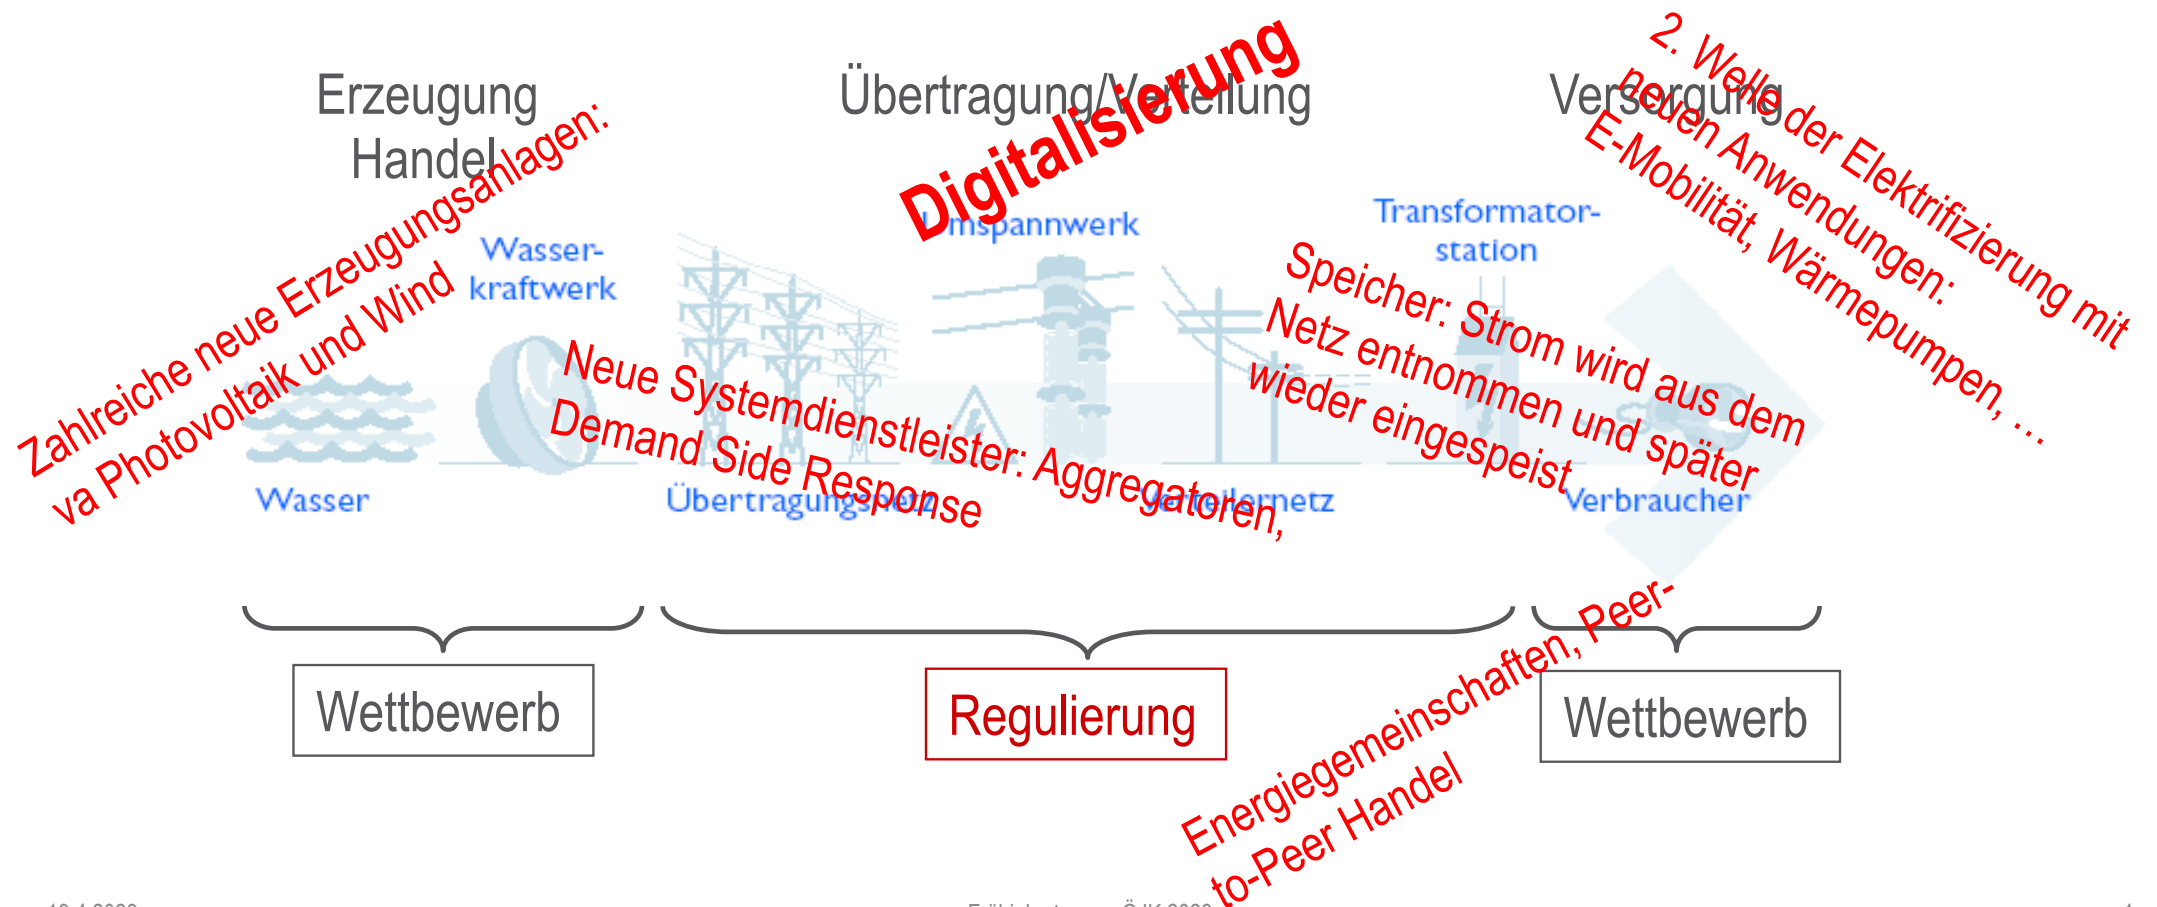 Erzeugung
Handel
Übertragung/Verteilung
Versorgung
Digitalisierung
2. Welle der Elektrifizierung mit
neuen Anwendungen:
E-Mobilität, Wärmepumpen, …
Zahlreiche neue Erzeugungsanlagen:
va Photovoltaik und Wind
Wasser-
kraftwerk
Umspannwerk
Transformator-
station
Speicher: Strom wird aus dem
Netz entnommen und später
wieder eingespeist
Neue Systemdienstleister: Aggregatoren,
Demand Side Response
Wasser
Übertragungsnetz
Verteilernetz
Verbraucher
Energiegemeinschaften, Peer-
to-Peer Handel
Wettbewerb
Regulierung
Wettbewerb